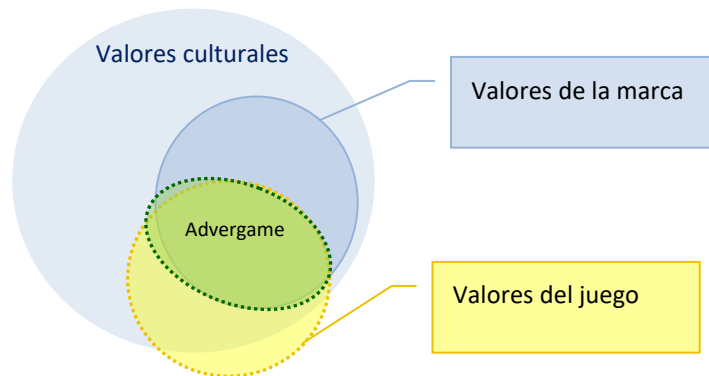 Valores culturales
Valores de la marca
Advergame
Valores del juego